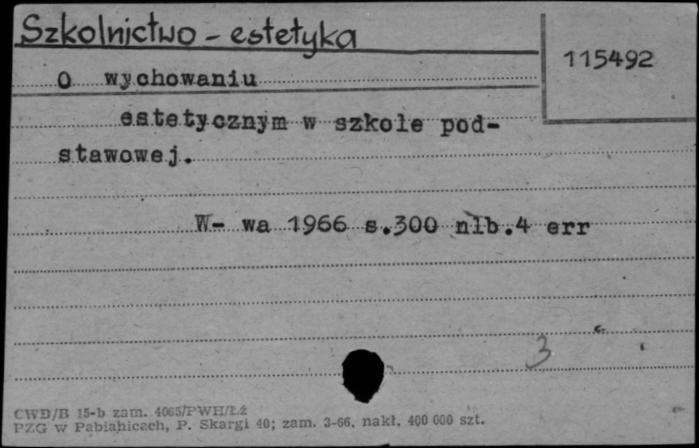 Szkolnictwo - estetyka
115492
O wychowaniu
estetycznym w szkole pod-
stawowej.
W- wa 1966 s.300 nlb.4 err
3
CWD/B 15-b zam. 4065/PWH/Łż
PZG w Pabianicach, P. Skargi 40; zam. 3-66. nakł. 400 000 szt.